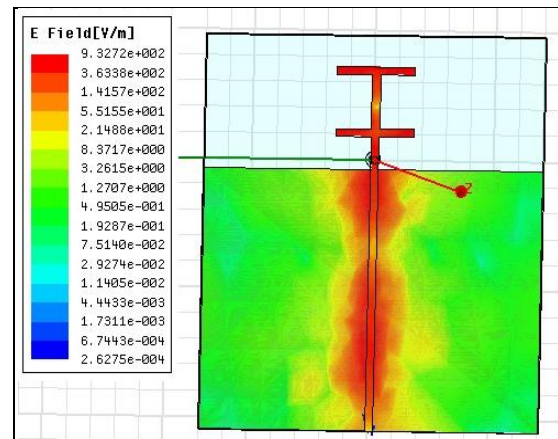 E Field[V/m]
9.3272e+002
3.6338e+002
1.4157e+002
5.5155e+001
2.1488e+001
8.3717e+000
3.2615e+000
1.2707e+000
4.9505e-001
1.9287e-001
7.5140e-002
2.9274e-002
1.1405e-002
4.4433e-003
1.7311e-003
6.7443e-004
2.6275e-004